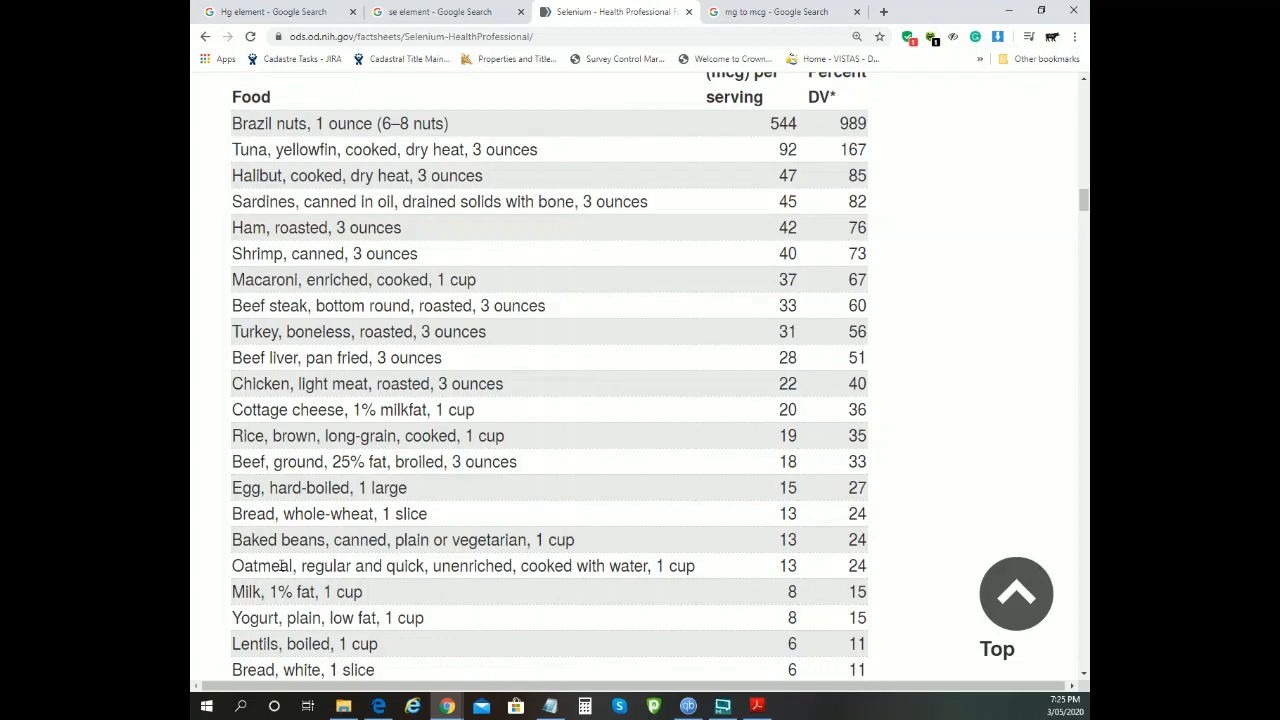 Hg element - Google Search
se element - Google Search
Selenium - Health Professional F
mg to mcg - Google Search
ods.od.nih.gov/factsheets/Selenium-HealthProfessional/
Apps
Cadastre Tasks - JIRA
Cadastral Title Main...
Properties and Title...
Survey Control Mar...
Welcome to Crown...
Home - VISTAS - D...
Other bookmarks
(mcg) per Percent
Food serving DV*
Brazil nuts, 1 ounce (6–8 nuts) 544 989
Tuna, yellowfin, cooked, dry heat, 3 ounces 92 167
Halibut, cooked, dry heat, 3 ounces 47 85
Sardines, canned in oil, drained solids with bone, 3 ounces 45 82
Ham, roasted, 3 ounces 42 76
Shrimp, canned, 3 ounces 40 73
Macaroni, enriched, cooked, 1 cup 37 67
Beef steak, bottom round, roasted, 3 ounces 33 60
Turkey, boneless, roasted, 3 ounces 31 56
Beef liver, pan fried, 3 ounces 28 51
Chicken, light meat, roasted, 3 ounces 22 40
Cottage cheese, 1% milkfat, 1 cup 20 36
Rice, brown, long-grain, cooked, 1 cup 19 35
Beef, ground, 25% fat, broiled, 3 ounces 18 33
Egg, hard-boiled, 1 large 15 27
Bread, whole-wheat, 1 slice 13 24
Baked beans, canned, plain or vegetarian, 1 cup 13 24
Oatmeal, regular and quick, unenriched, cooked with water, 1 cup 13 24
Milk, 1% fat, 1 cup 8 15
Yogurt, plain, low fat, 1 cup 8 15
Lentils, boiled, 1 cup 6 11
Bread, white, 1 slice 6 11
Top
7:25 PM
3/05/2020